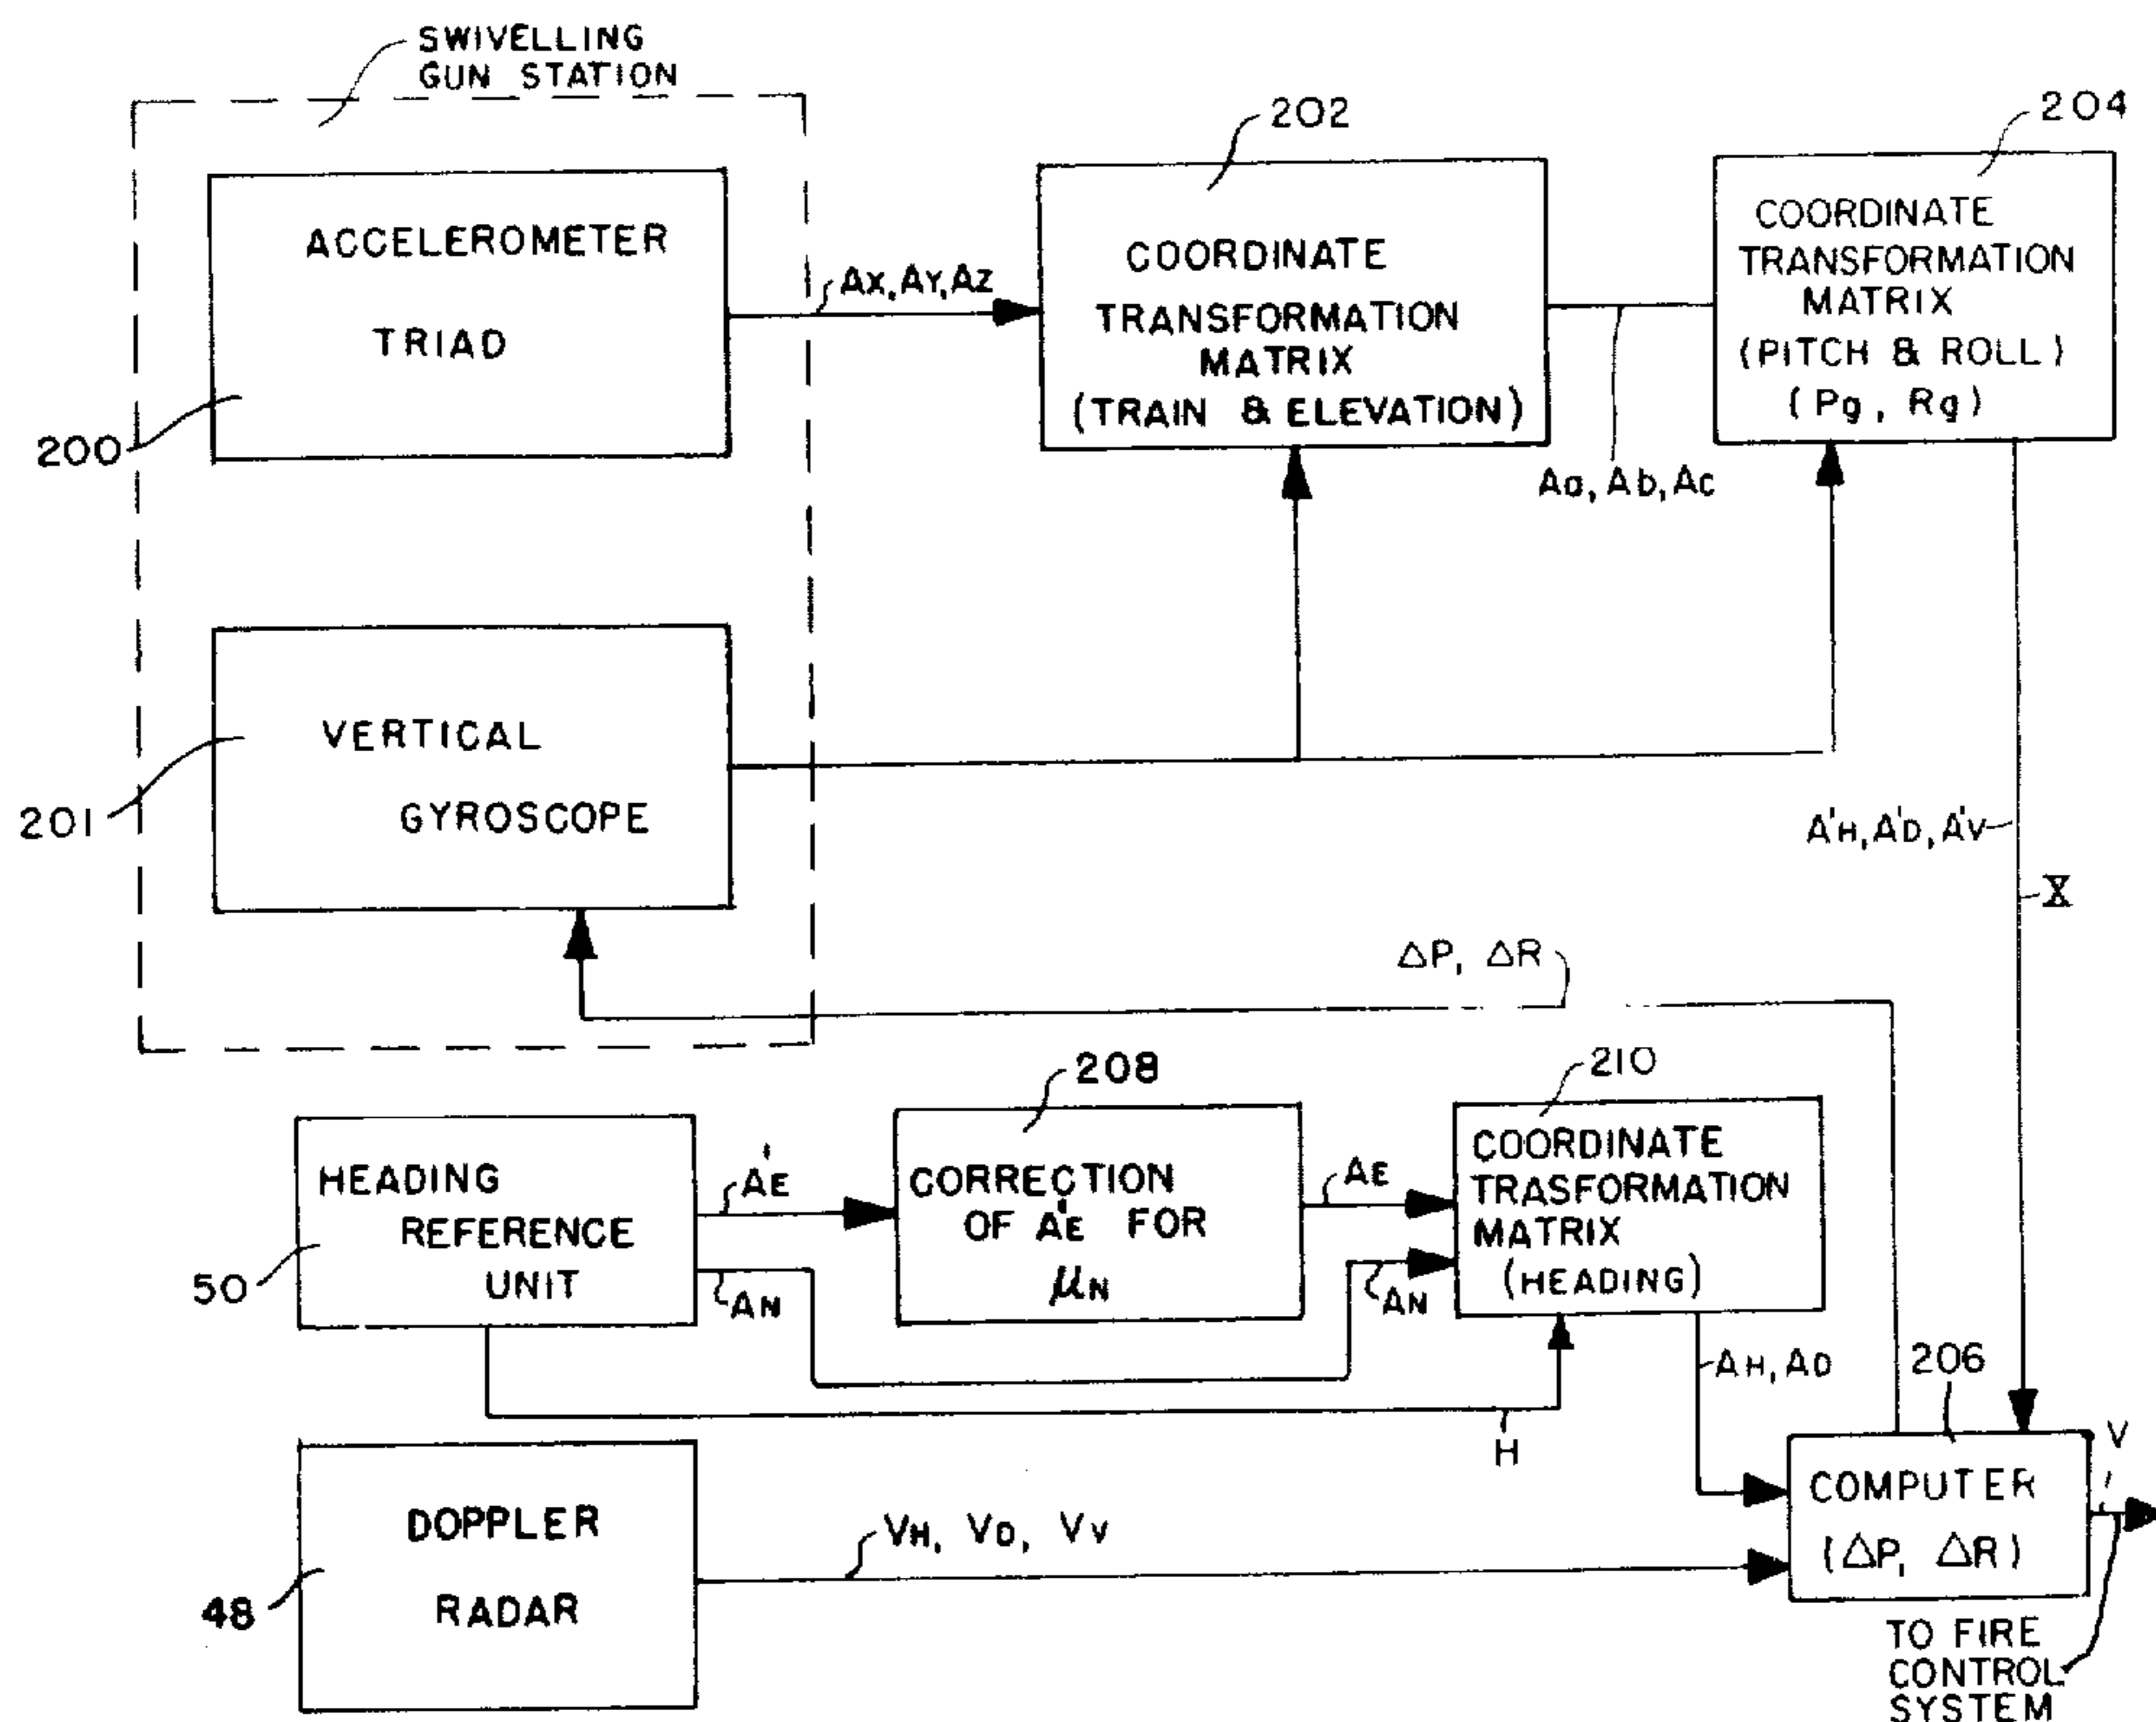 SWIVELLING
GUN STATION
202
204
ACCELEROMETER
TRIAD
200
AX, AY, AZ
COORDINATE
TRANSFORMATION
MATRIX
(TRAIN & ELEVATION)
COORDINATE
TRANSFORMATION
MATRIX
(PITCH & ROLL)
(Pg, Rg)
Aa, Ab, Ac
VERTICAL
GYROSCOPE
201
A'H, A'D, A'V
X
ΔP, ΔR
208
210
HEADING
REFERENCE
UNIT
50
A'E
AN
CORRECTION
OF A'E FOR
μN
AE
AN
COORDINATE
TRASFORMATION
MATRIX
(HEADING)
AH, AD
206
H
DOPPLER
RADAR
48
VH, VD, VV
COMPUTER
(ΔP, ΔR)
V
TO FIRE
CONTROL
SYSTEM